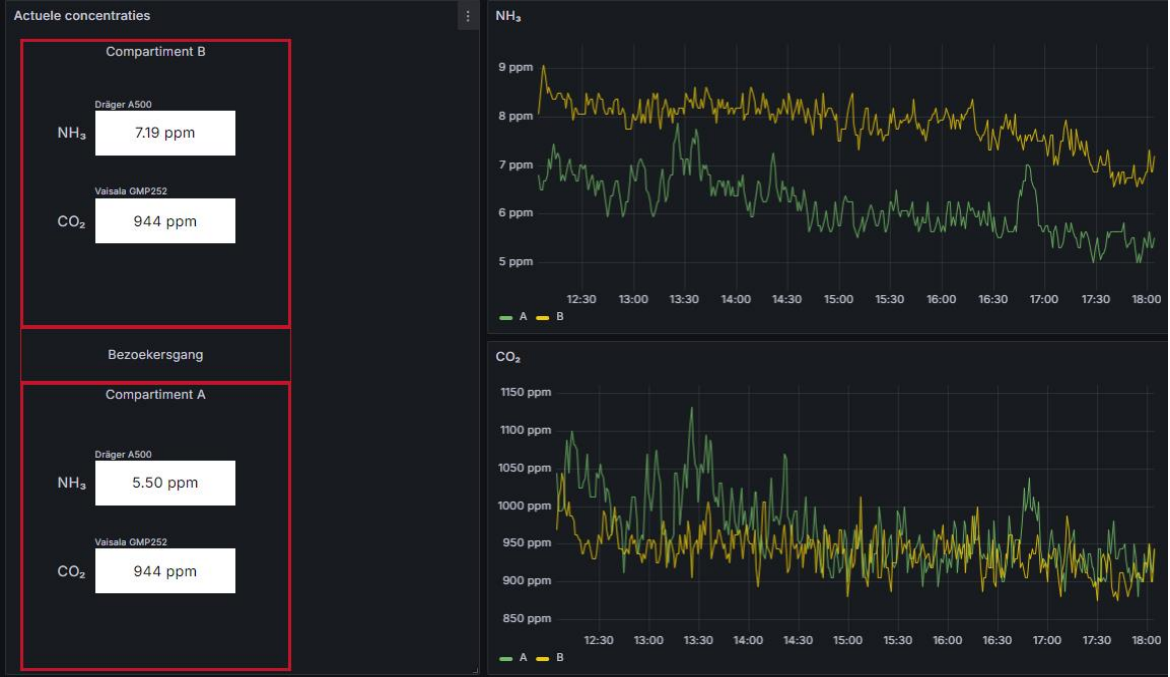 Actuele concentraties
Compartiment B
Dräger A500
NH₃ 7.19 ppm
Vaisala GMP252
CO₂ 944 ppm
Bezoekersgang
Compartiment A
Dräger A500
NH₃ 5.50 ppm
Vaisala GMP252
CO₂ 944 ppm
NH₃
9 ppm
8 ppm
7 ppm
6 ppm
5 ppm
12:30 13:00 13:30 14:00 14:30 15:00 15:30 16:00 16:30 17:00 17:30 18:00
A B
CO₂
1150 ppm
1100 ppm
1050 ppm
1000 ppm
950 ppm
900 ppm
850 ppm
12:30 13:00 13:30 14:00 14:30 15:00 15:30 16:00 16:30 17:00 17:30 18:00
A B